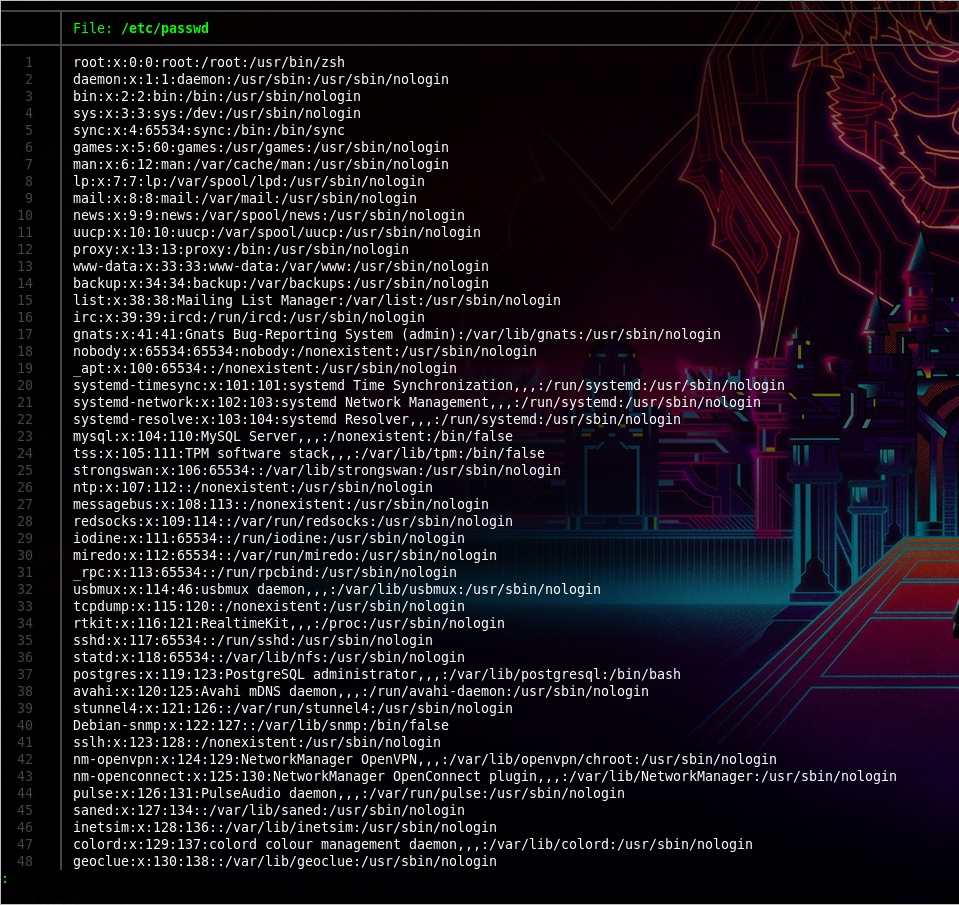 File: /etc/passwd
1 root:x:0:0:root:/root:/usr/bin/zsh
2 daemon:x:1:1:daemon:/usr/sbin:/usr/sbin/nologin
3 bin:x:2:2:bin:/bin:/usr/sbin/nologin
4 sys:x:3:3:sys:/dev:/usr/sbin/nologin
5 sync:x:4:65534:sync:/bin:/bin/sync
6 games:x:5:60:games:/usr/games:/usr/sbin/nologin
7 man:x:6:12:man:/var/cache/man:/usr/sbin/nologin
8 lp:x:7:7:lp:/var/spool/lpd:/usr/sbin/nologin
9 mail:x:8:8:mail:/var/mail:/usr/sbin/nologin
10 news:x:9:9:news:/var/spool/news:/usr/sbin/nologin
11 uucp:x:10:10:uucp:/var/spool/uucp:/usr/sbin/nologin
12 proxy:x:13:13:proxy:/bin:/usr/sbin/nologin
13 www-data:x:33:33:www-data:/var/www:/usr/sbin/nologin
14 backup:x:34:34:backup:/var/backups:/usr/sbin/nologin
15 list:x:38:38:Mailing List Manager:/var/list:/usr/sbin/nologin
16 irc:x:39:39:ircd:/run/ircd:/usr/sbin/nologin
17 gnats:x:41:41:Gnats Bug-Reporting System (admin):/var/lib/gnats:/usr/sbin/nologin
18 nobody:x:65534:65534:nobody:/nonexistent:/usr/sbin/nologin
19 _apt:x:100:65534::/nonexistent:/usr/sbin/nologin
20 systemd-timesync:x:101:101:systemd Time Synchronization,,,:/run/systemd:/usr/sbin/nologin
21 systemd-network:x:102:103:systemd Network Management,,,:/run/systemd:/usr/sbin/nologin
22 systemd-resolve:x:103:104:systemd Resolver,,,:/run/systemd:/usr/sbin/nologin
23 mysql:x:104:110:MySQL Server,,,:/nonexistent:/bin/false
24 tss:x:105:111:TPM software stack,,,:/var/lib/tpm:/bin/false
25 strongswan:x:106:65534::/var/lib/strongswan:/usr/sbin/nologin
26 ntp:x:107:112::/nonexistent:/usr/sbin/nologin
27 messagebus:x:108:113::/nonexistent:/usr/sbin/nologin
28 redsocks:x:109:114::/var/run/redsocks:/usr/sbin/nologin
29 iodine:x:111:65534::/run/iodine:/usr/sbin/nologin
30 miredo:x:112:65534::/var/run/miredo:/usr/sbin/nologin
31 _rpc:x:113:65534::/run/rpcbind:/usr/sbin/nologin
32 usbmux:x:114:46:usbmux daemon,,,:/var/lib/usbmux:/usr/sbin/nologin
33 tcpdump:x:115:120::/nonexistent:/usr/sbin/nologin
34 rtkit:x:116:121:RealtimeKit,,,:/proc:/usr/sbin/nologin
35 sshd:x:117:65534::/run/sshd:/usr/sbin/nologin
36 statd:x:118:65534::/var/lib/nfs:/usr/sbin/nologin
37 postgres:x:119:123:PostgreSQL administrator,,,:/var/lib/postgresql:/bin/bash
38 avahi:x:120:125:Avahi mDNS daemon,,,:/run/avahi-daemon:/usr/sbin/nologin
39 stunnel4:x:121:126::/var/run/stunnel4:/usr/sbin/nologin
40 Debian-snmp:x:122:127::/var/lib/snmp:/bin/false
41 sslh:x:123:128::/nonexistent:/usr/sbin/nologin
42 nm-openvpn:x:124:129:NetworkManager OpenVPN,,,:/var/lib/openvpn/chroot:/usr/sbin/nologin
43 nm-openconnect:x:125:130:NetworkManager OpenConnect plugin,,,:/var/lib/NetworkManager:/usr/sbin/nologin
44 pulse:x:126:131:PulseAudio daemon,,,:/var/run/pulse:/usr/sbin/nologin
45 saned:x:127:134::/var/lib/saned:/usr/sbin/nologin
46 inetsim:x:128:136::/var/lib/inetsim:/usr/sbin/nologin
47 colord:x:129:137:colord colour management daemon,,,:/var/lib/colord:/usr/sbin/nologin
48 geoclue:x:130:138::/var/lib/geoclue:/usr/sbin/nologin
: